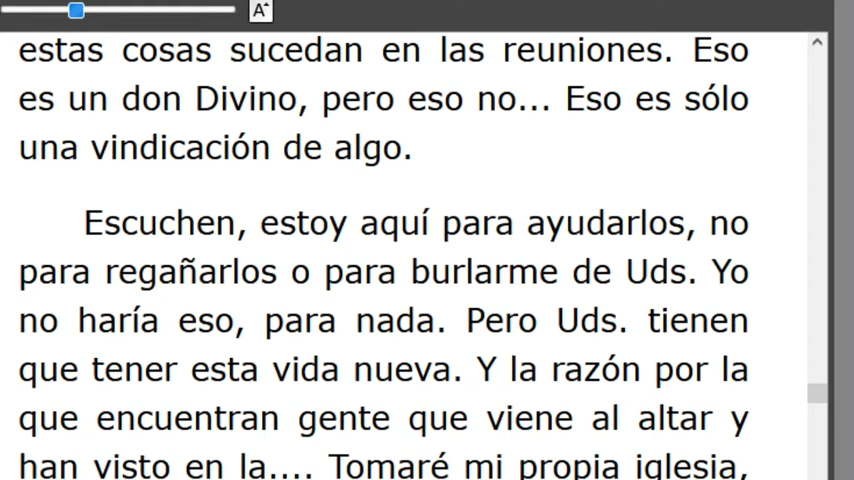 A
estas cosas sucedan en las reuniones. Eso
es un don Divino, pero eso no... Eso es sólo
una vindicación de algo.
Escuchen, estoy aquí para ayudarlos, no
para regañarlos o para burlarme de Uds. Yo
no haría eso, para nada. Pero Uds. tienen
que tener esta vida nueva. Y la razón por la
que encuentran gente que viene al altar y
han visto en la.... Tomaré mi propia iglesia,